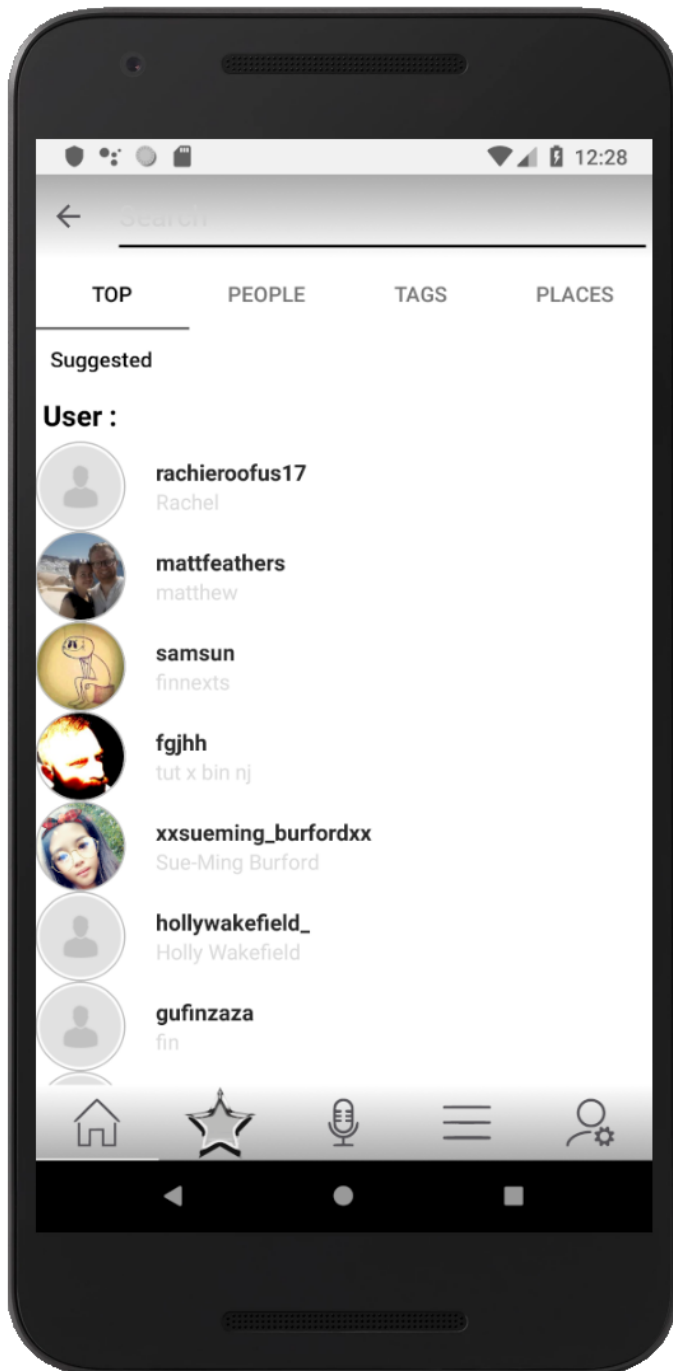 12:28
Search
TOP PEOPLE TAGS PLACES
Suggested
User :
rachieroofus17
Rachel
mattfeathers
matthew
samsun
finnexts
fgjhh
tut x bin nj
xxsueming_burfordxx
Sue-Ming Burford
hollywakefield_
Holly Wakefield
gufinzaza
fin